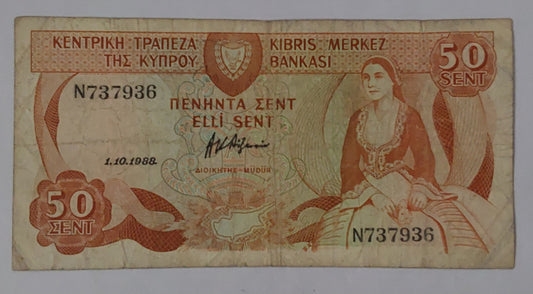 ΚΕΝΤΡΙΚΗ ΤΡΑΠΕΖΑ
ΤΗΣ ΚΥΠΡΟΥ
KIBRIS MERKEZ
BANKASI
50
SENT
N737936
ΠΕΝΗΝΤΑ ΣΕΝΤ
ELLİ SENT
1.10.1988.
ΔΙΟΙΚΗΤΗΣ - MÜDÜR
50
ΣΕΝΤ
N737936